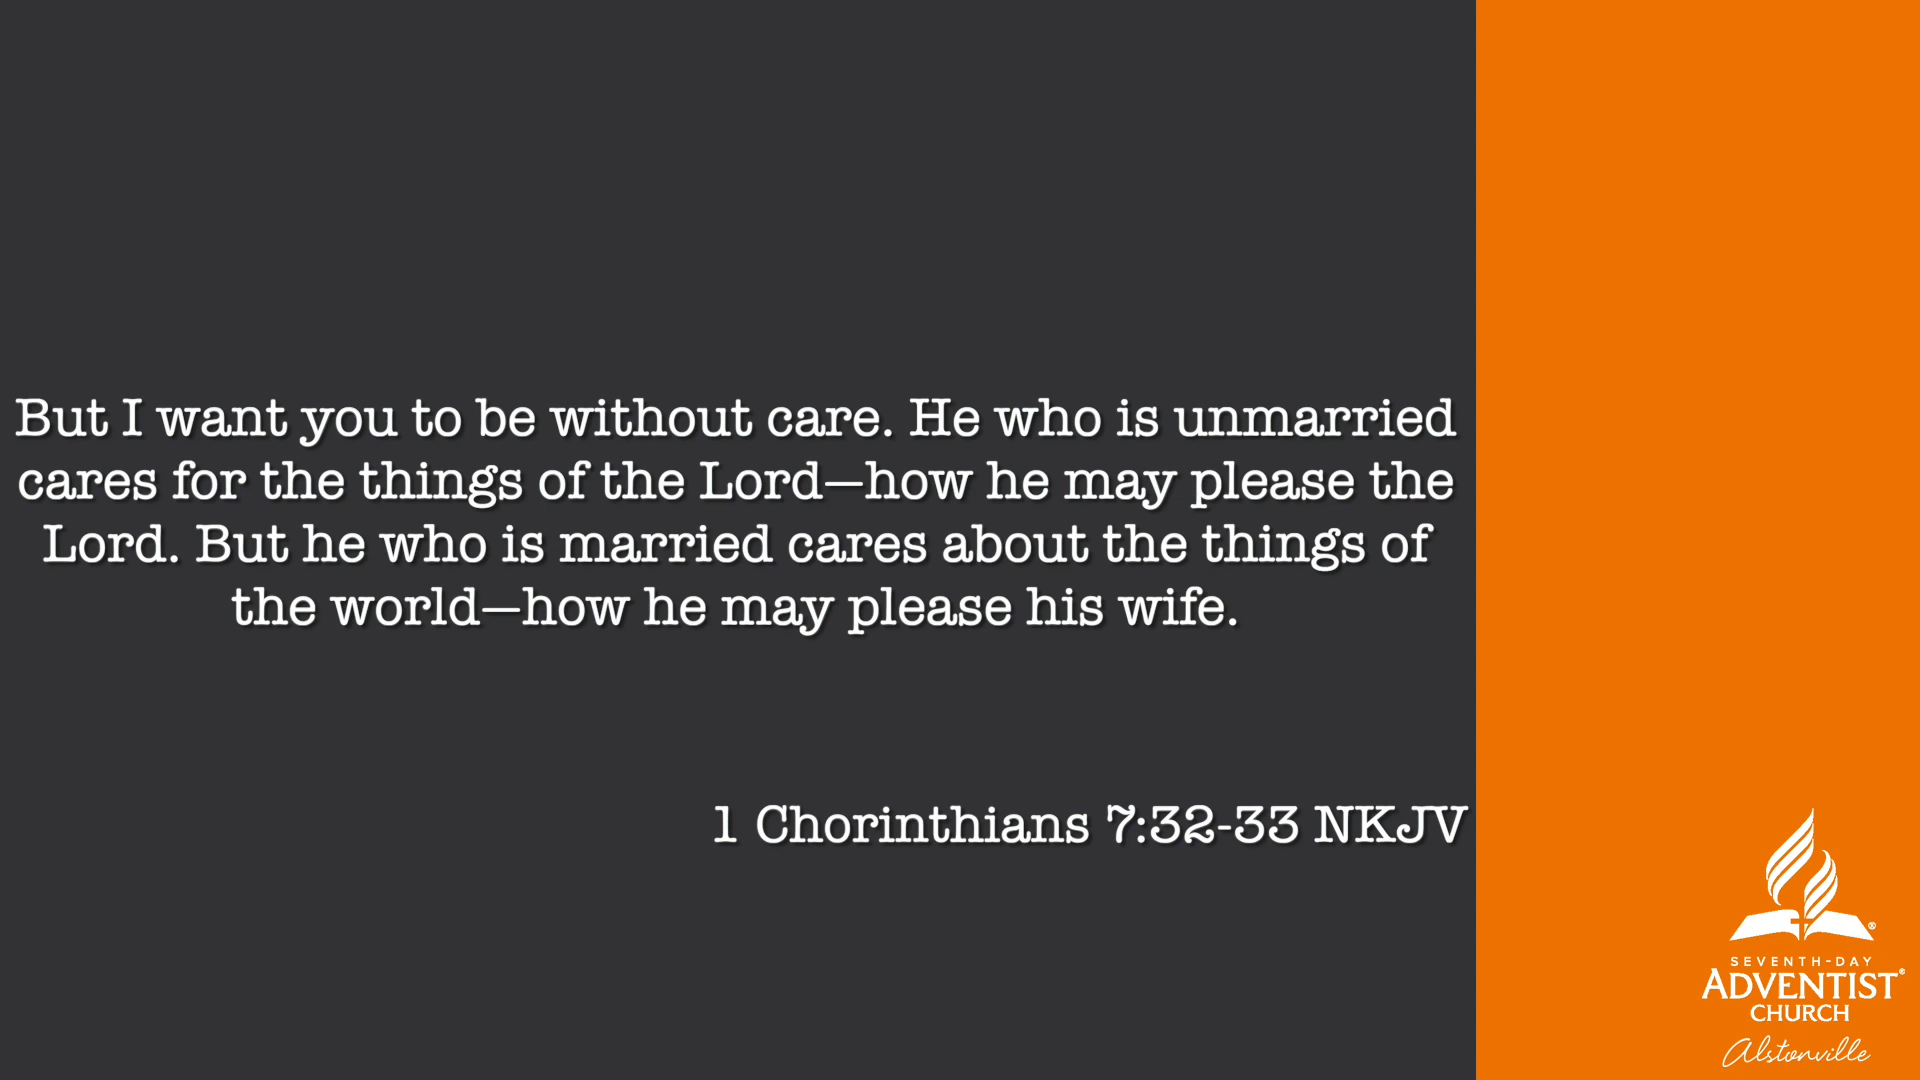 But I want you to be without care. He who is unmarried
cares for the things of the Lord—how he may please the
Lord. But he who is married cares about the things of
the world—how he may please his wife.
1 Chorinthians 7:32-33 NKJV
SEVENTH-DAY
ADVENTIST®
CHURCH
Alstonville